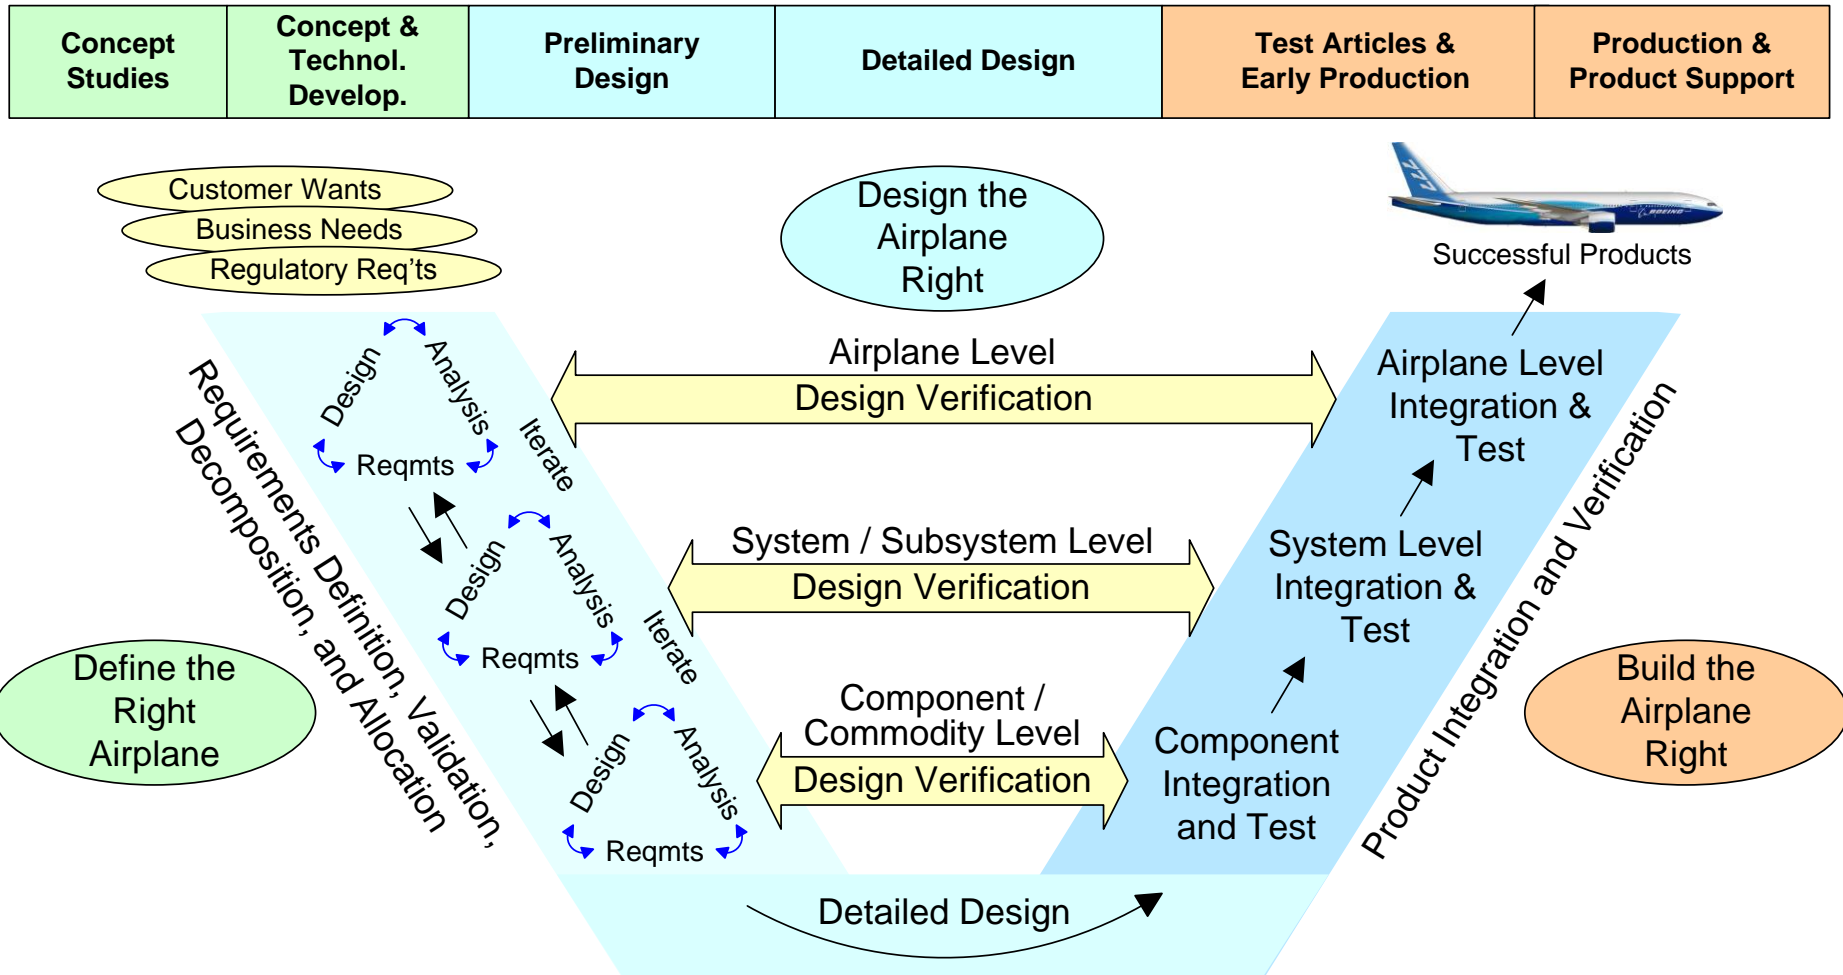 Concept
Studies
Concept &
Technol.
Develop.
Preliminary
Design
Detailed Design
Test Articles &
Early Production
Production &
Product Support
Customer Wants
Business Needs
Regulatory Req'ts
Design the
Airplane
Right
BOEING
Successful Products
Requirements Definition, Validation,
Decomposition, and Allocation
Design
Analysis
Reqmts
Iterate
Airplane Level
Design Verification
Airplane Level
Integration &
Test
Design
Analysis
Reqmts
Iterate
System / Subsystem Level
Design Verification
System Level
Integration &
Test
Product Integration and Verification
Define the
Right
Airplane
Design
Analysis
Reqmts
Component /
Commodity Level
Design Verification
Component
Integration
and Test
Build the
Airplane
Right
Detailed Design